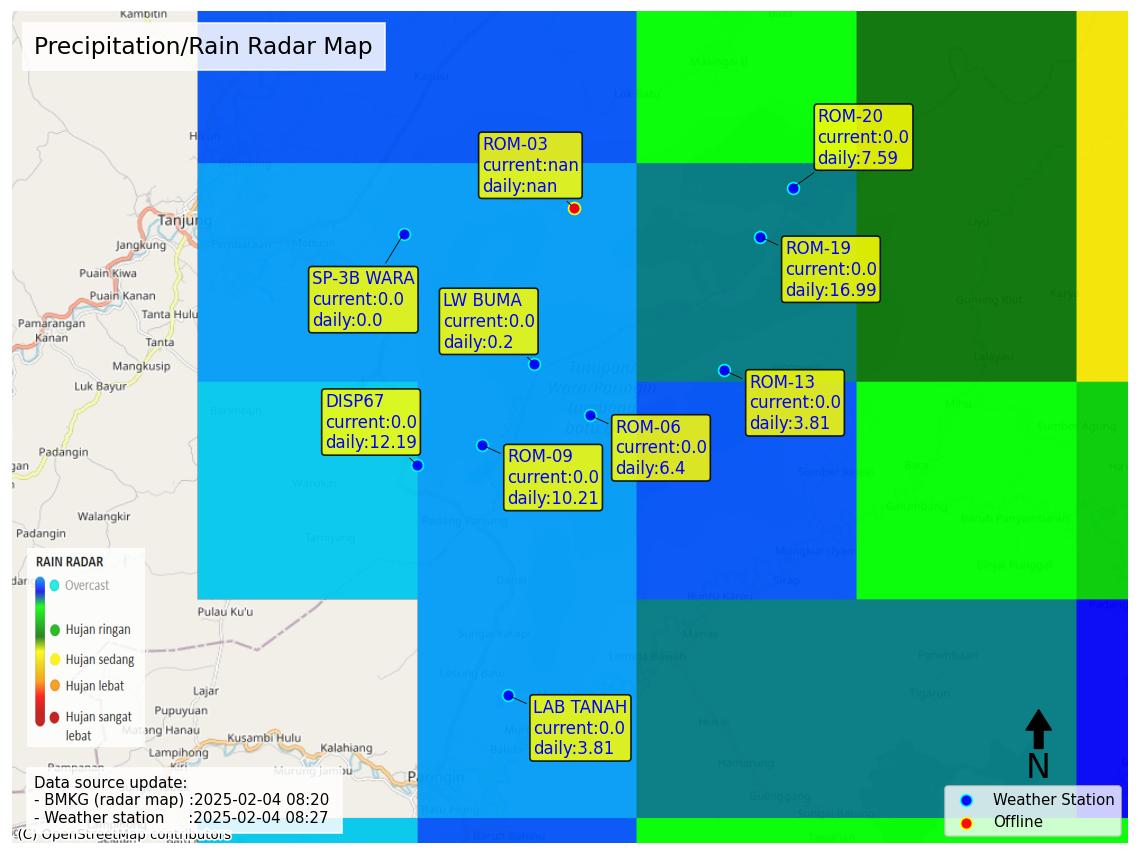 Kambitin
Precipitation/Rain Radar Map
ROM-20
current:0.0
daily:7.59
ROM-03
current:nan
daily:nan
Tanjung
Jangkung
ROM-19
current:0.0
daily:16.99
SP-3B WARA
current:0.0
daily:0.0
Puain Kiwa
Puain Kanan
LW BUMA
current:0.0
daily:0.2
Tanta Hulu
Pamarangan
Kanan
Tanta
Mangkusip
Luk Bayur
ROM-13
current:0.0
daily:3.81
DISP67
current:0.0
daily:12.19
ROM-06
current:0.0
daily:6.4
ROM-09
current:0.0
daily:10.21
Padangin
Walangkir
Padangin
RAIN RADAR
Overcast
Hujan ringan
Hujan sedang
Hujan lebat
Hujan sangat
lebat
Pulau Ku'u
Lajar
Pupuyuan
Matang Hanau
Lampihong
Kusambi Hulu
Kalahiang
Murung Jambu
Paringin
LAB TANAH
current:0.0
daily:3.81
N
Data source update:
- BMKG (radar map) :2025-02-04 08:20
- Weather station :2025-02-04 08:27
(C) OpenStreetMap contributors
Weather Station
Offline